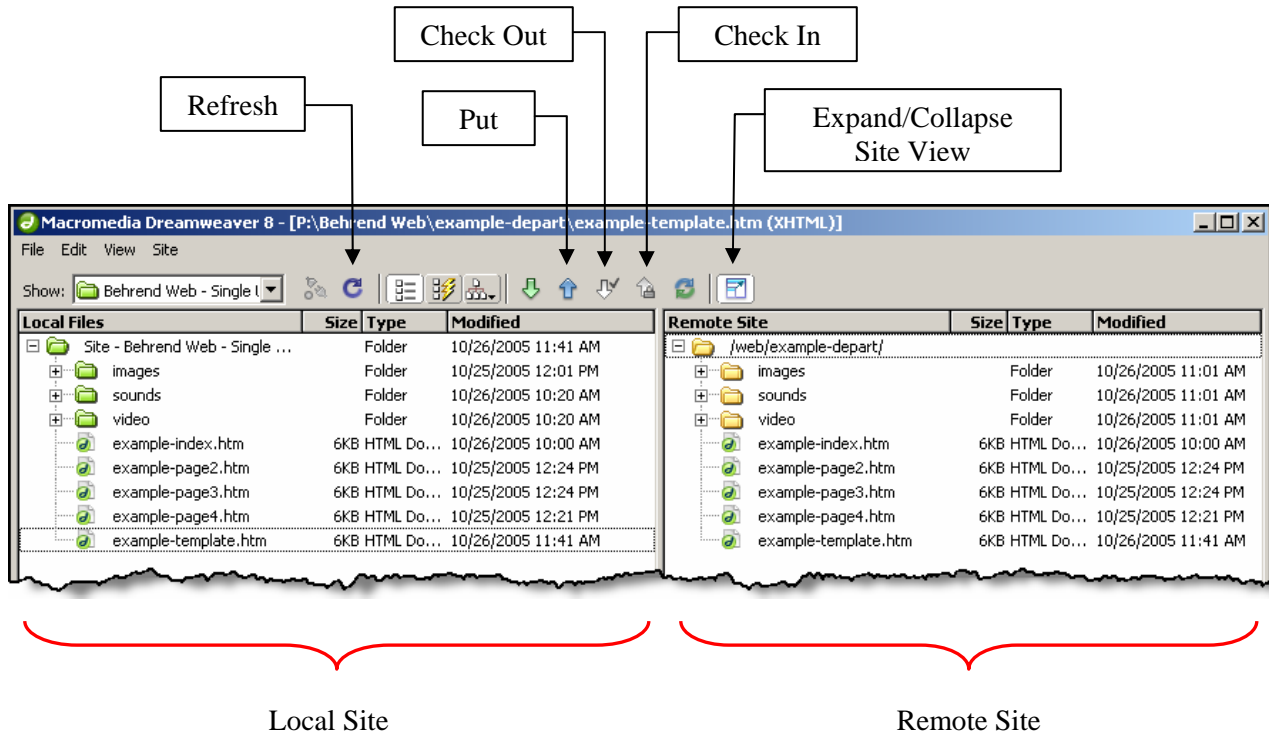 Check Out
Check In
Refresh
Put
Expand/Collapse
Site View
Macromedia Dreamweaver 8 - [P:\Behrend Web\example-depart\example-template.htm (XHTML)]
File Edit View Site
Show: Behrend Web - Single
Local Files Size Type Modified
Site - Behrend Web - Single ... Folder 10/26/2005 11:41 AM
images Folder 10/25/2005 12:01 PM
sounds Folder 10/26/2005 10:20 AM
video Folder 10/26/2005 10:20 AM
example-index.htm 6KB HTML Do... 10/26/2005 10:00 AM
example-page2.htm 6KB HTML Do... 10/25/2005 12:24 PM
example-page3.htm 6KB HTML Do... 10/25/2005 12:24 PM
example-page4.htm 6KB HTML Do... 10/25/2005 12:21 PM
example-template.htm 6KB HTML Do... 10/26/2005 11:41 AM
Remote Site Size Type Modified
/web/example-depart/
images Folder 10/26/2005 11:01 AM
sounds Folder 10/26/2005 11:01 AM
video Folder 10/26/2005 11:01 AM
example-index.htm 6KB HTML Do... 10/26/2005 10:00 AM
example-page2.htm 6KB HTML Do... 10/25/2005 12:24 PM
example-page3.htm 6KB HTML Do... 10/25/2005 12:24 PM
example-page4.htm 6KB HTML Do... 10/25/2005 12:21 PM
example-template.htm 6KB HTML Do... 10/26/2005 11:41 AM
Local Site
Remote Site